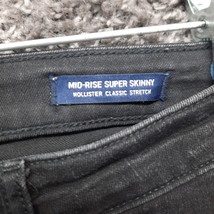 MID-RISE SUPER SKINNY
HOLLISTER CLASSIC STRETCH